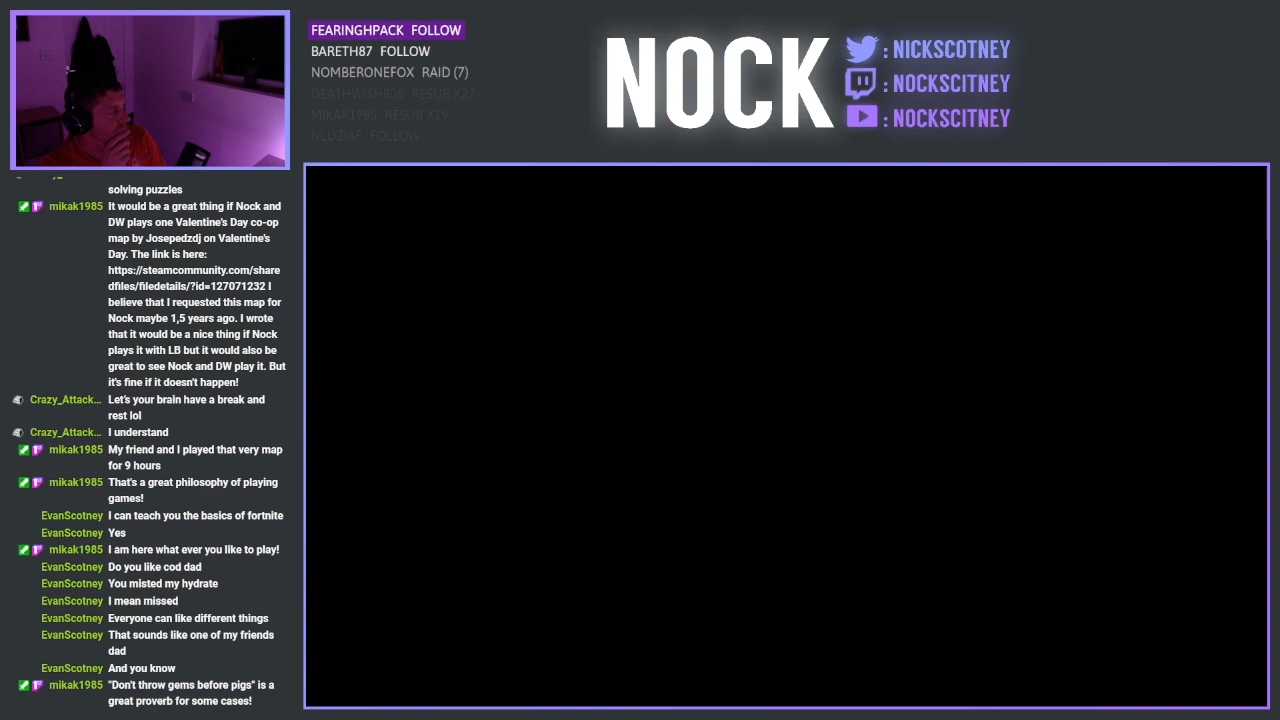 FEARINGHPACK FOLLOW
BARETH87 FOLLOW
NOMBERONEFOX RAID (7)
DEATHWISH808 RESUB X27
MIKAK1985 RESUB X19
NLUZIAF FOLLOW
NOCK
: NICKSCOTNEY
: NOCKSCITNEY
: NOCKSCITNEY
solving puzzles
mikak1985 It would be a great thing if Nock and
DW plays one Valentine's Day co-op
map by Josepedzdj on Valentine's
Day. The link is here:
https://steamcommunity.com/share
dfiles/filedetails/?id=127071232 I
believe that I requested this map for
Nock maybe 1,5 years ago. I wrote
that it would be a nice thing if Nock
plays it with LB but it would also be
great to see Nock and DW play it. But
it's fine if it doesn't happen!
Crazy_Attack... Let's your brain have a break and
rest lol
Crazy_Attack... I understand
mikak1985 My friend and I played that very map
for 9 hours
mikak1985 That's a great philosophy of playing
games!
EvanScotney I can teach you the basics of fortnite
EvanScotney Yes
mikak1985 I am here what ever you like to play!
EvanScotney Do you like cod dad
EvanScotney You misted my hydrate
EvanScotney I mean missed
EvanScotney Everyone can like different things
EvanScotney That sounds like one of my friends
dad
EvanScotney And you know
mikak1985 "Don't throw gems before pigs" is a
great proverb for some cases!